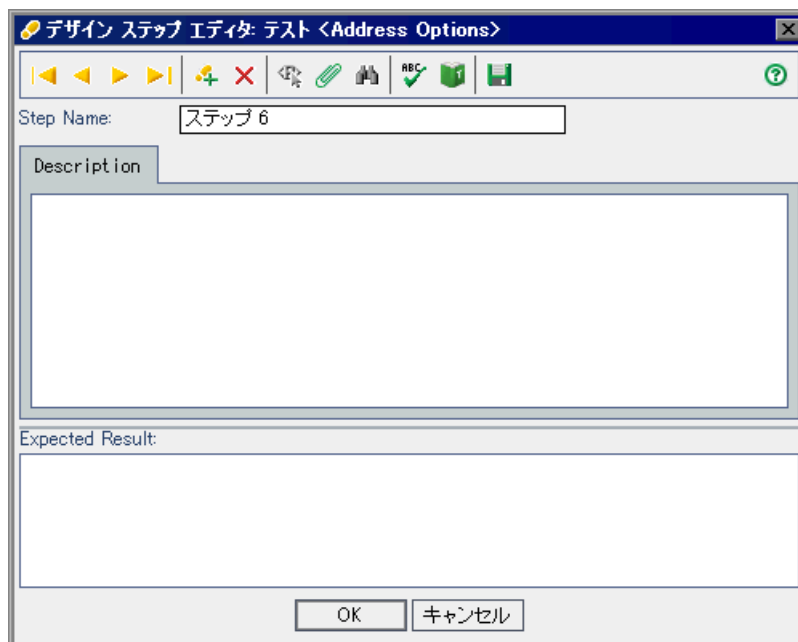 デザイン ステップ エディタ: テスト <Address Options>
ABC
?
Step Name:
ステップ 6
Description
Expected Result:
OK
キャンセル